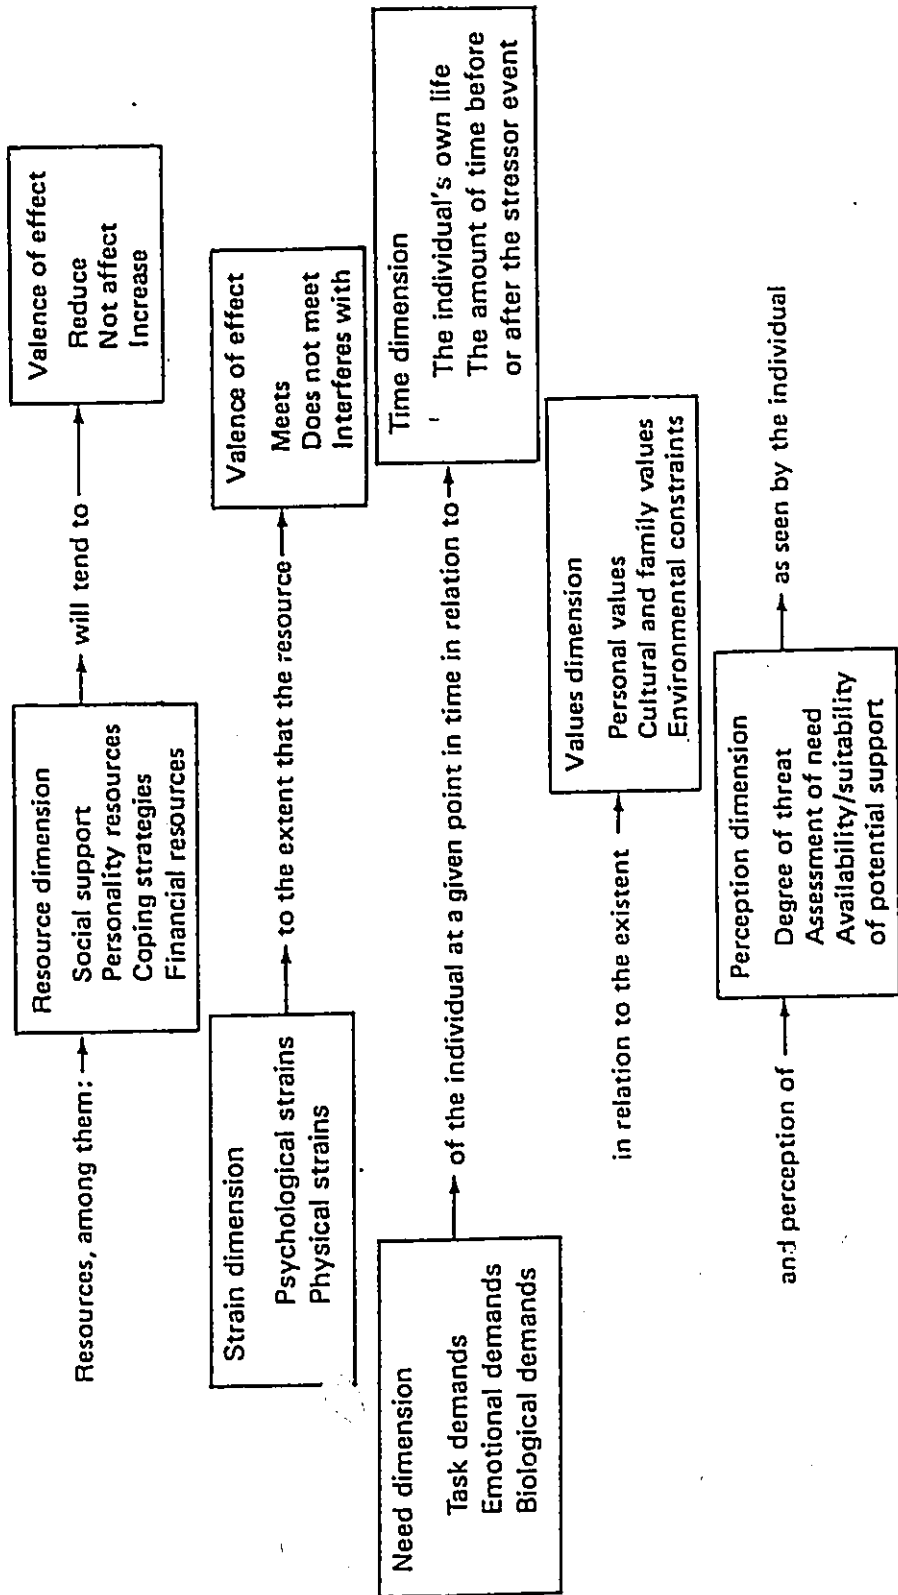 Resources, among them:
Resource dimension
Social support
Personality resources
Coping strategies
Financial resources
will tend to
Valence of effect
Reduce
Not affect
Increase
Strain dimension
Psychological strains
Physical strains
to the extent that the resource
Valence of effect
Meets
Does not meet
Interferes with
Need dimension
Task demands
Emotional demands
Biological demands
of the individual at a given point in time in relation to
Time dimension
The individual's own life
The amount of time before
or after the stressor event
in relation to the existent
Values dimension
Personal values
Cultural and family values
Environmental constraints
and perception of
Perception dimension
Degree of threat
Assessment of need
Availability/suitability
of potential support
as seen by the individual